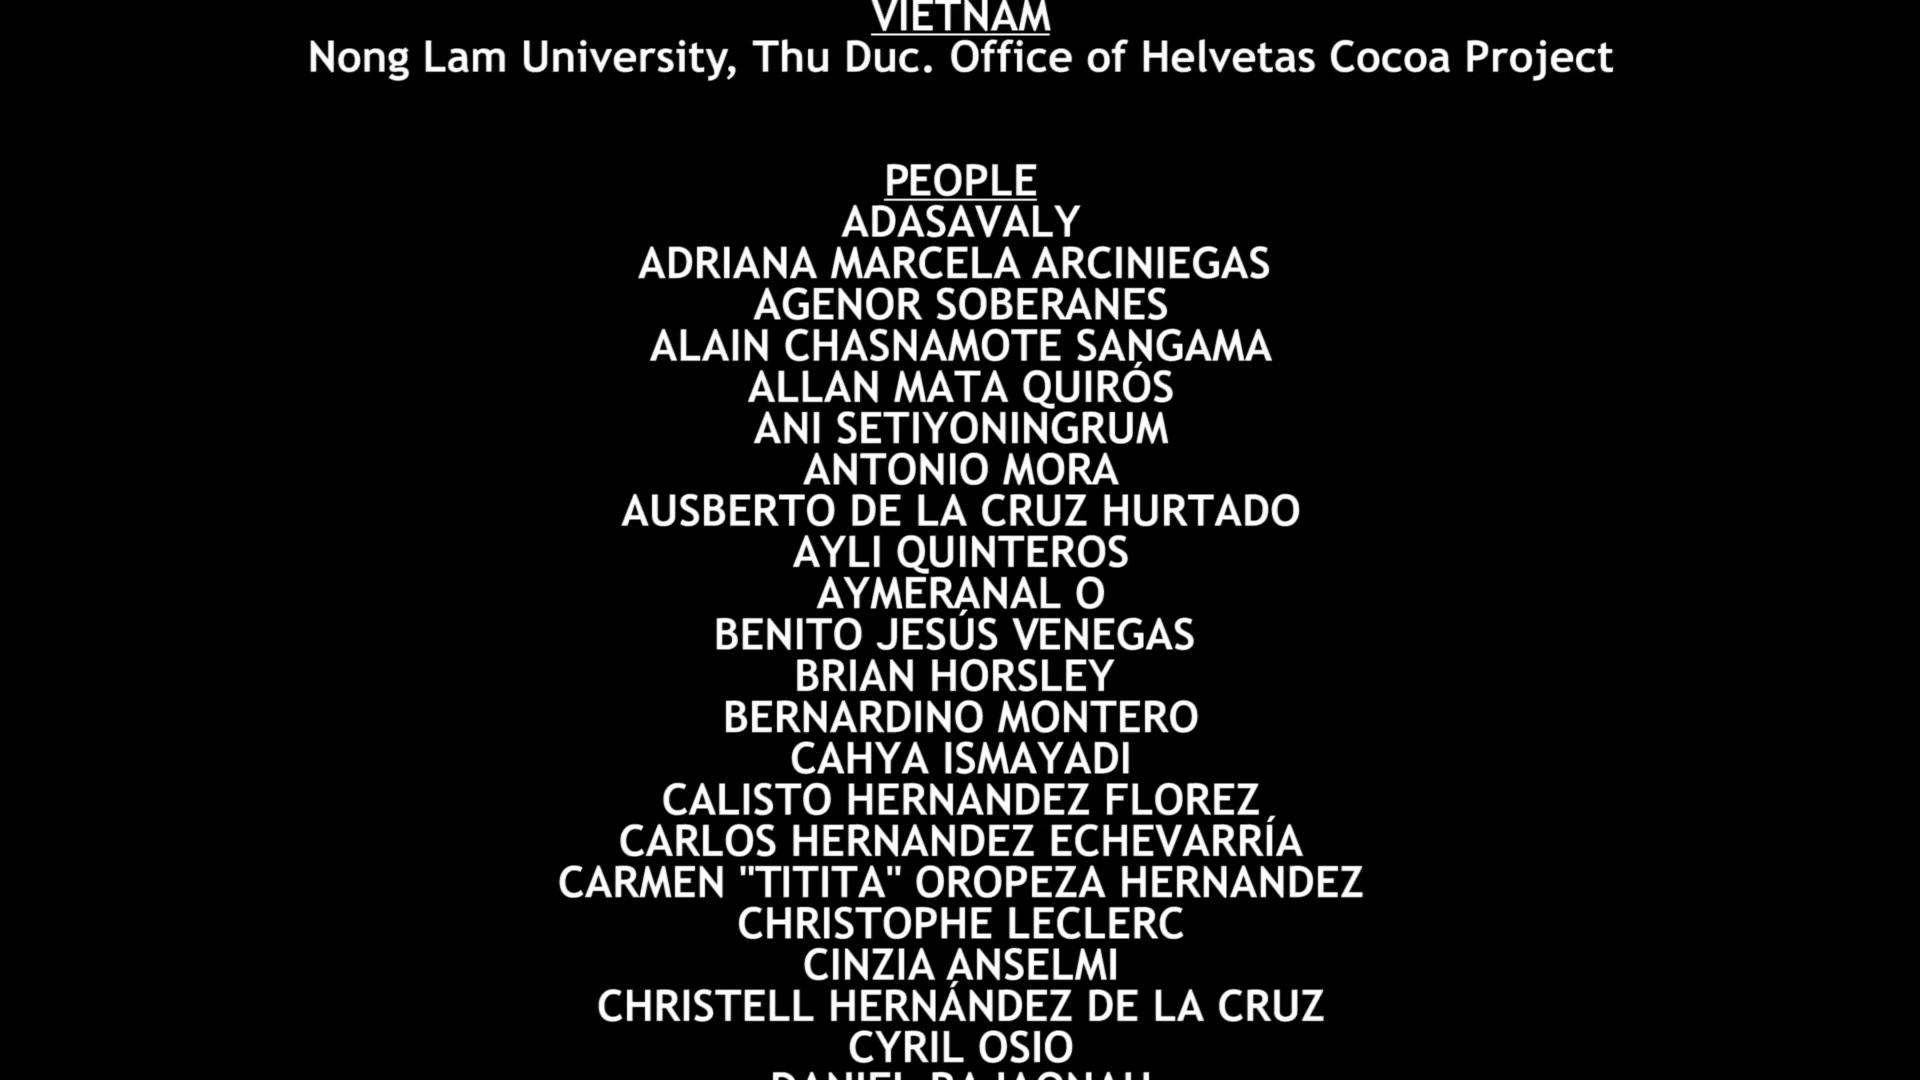 VIETNAM
Nong Lam University, Thu Duc. Office of Helvetas Cocoa Project
PEOPLE
ADASAVALY
ADRIANA MARCELA ARCINIEGAS
AGENOR SOBERANES
ALAIN CHASNAMOTE SANGAMA
ALLAN MATA QUIRÓS
ANI SETIYONINGRUM
ANTONIO MORA
AUSBERTO DE LA CRUZ HURTADO
AYLI QUINTEROS
AYMERANAL O
BENITO JESÚS VENEGAS
BRIAN HORSLEY
BERNARDINO MONTERO
CAHYA ISMAYADI
CALISTO HERNANDEZ FLOREZ
CARLOS HERNANDEZ ECHEVARRÍA
CARMEN "TITITA" OROPEZA HERNANDEZ
CHRISTOPHE LECLERC
CINZIA ANSELMI
CHRISTELL HERNÁNDEZ DE LA CRUZ
CYRIL OSIO
DANIEL